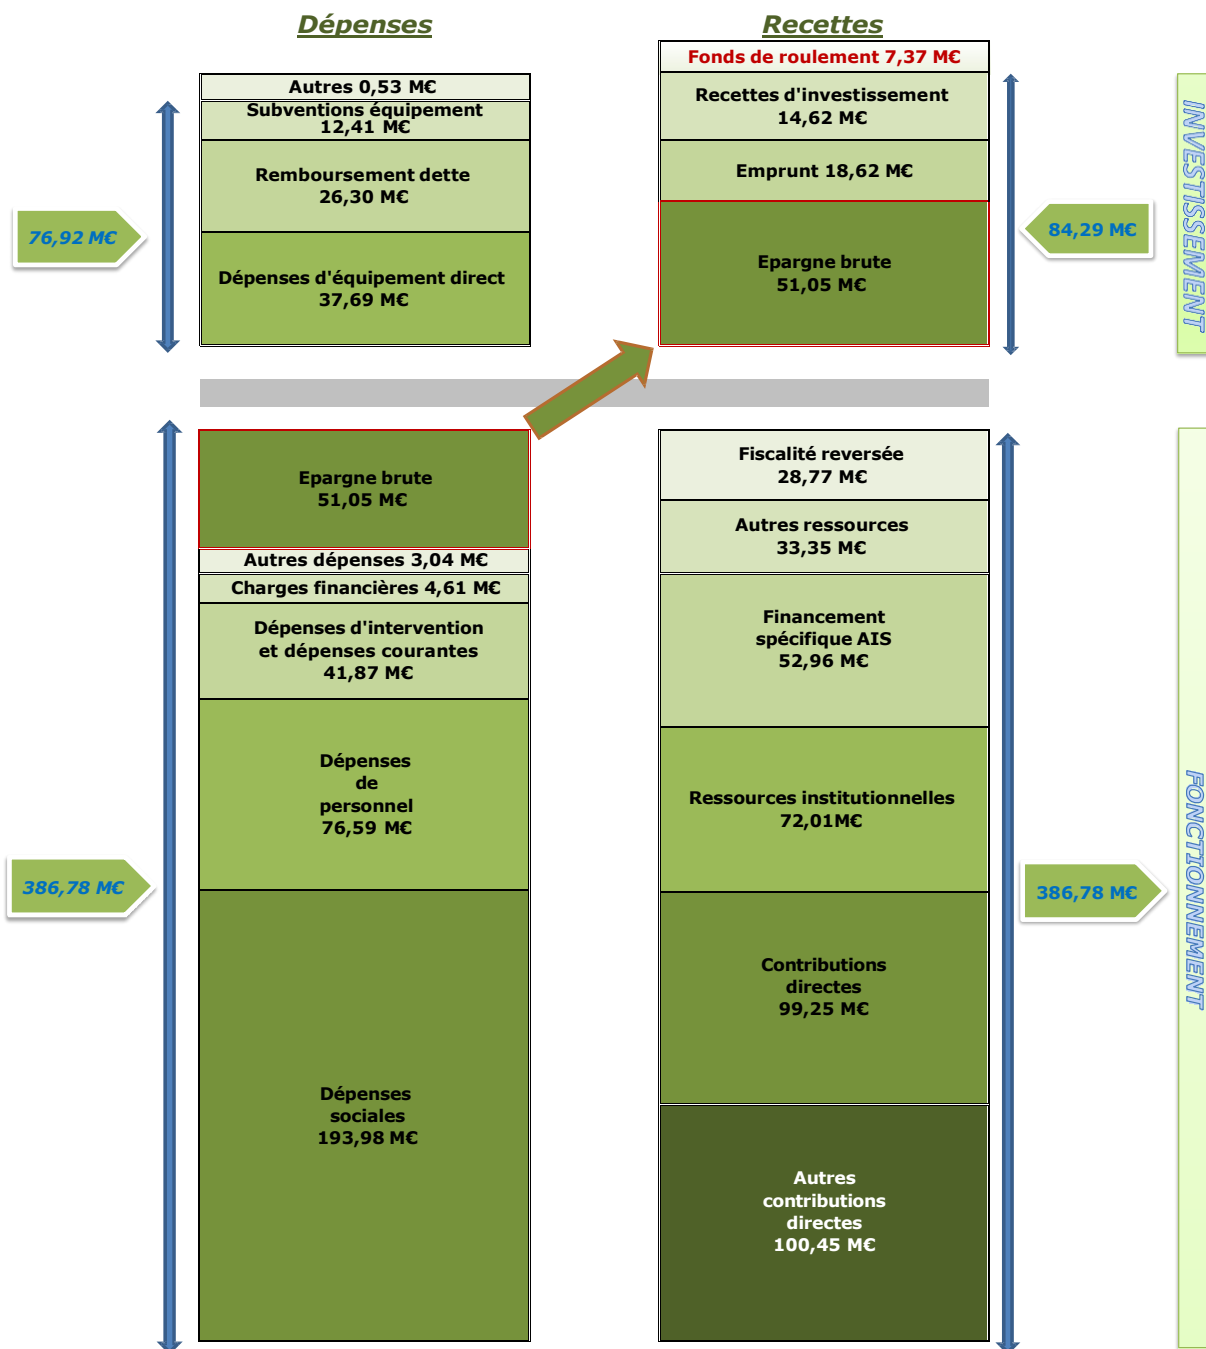 Dépenses
Recettes
Autres 0,53 M€
Subventions équipement
12,41 M€
Remboursement dette
26,30 M€
Dépenses d'équipement direct
37,69 M€
76,92 M€
Fonds de roulement 7,37 M€
Recettes d'investissement
14,62 M€
Emprunt 18,62 M€
Epargne brute
51,05 M€
84,29 M€
INVESTISSEMENT
Epargne brute
51,05 M€
Autres dépenses 3,04 M€
Charges financières 4,61 M€
Dépenses d'intervention
et dépenses courantes
41,87 M€
Dépenses
de
personnel
76,59 M€
Dépenses
sociales
193,98 M€
386,78 M€
Fiscalité reversée
28,77 M€
Autres ressources
33,35 M€
Financement
spécifique AIS
52,96 M€
Ressources institutionnelles
72,01M€
Contributions
directes
99,25 M€
Autres
contributions
directes
100,45 M€
386,78 M€
FONCTIONNEMENT